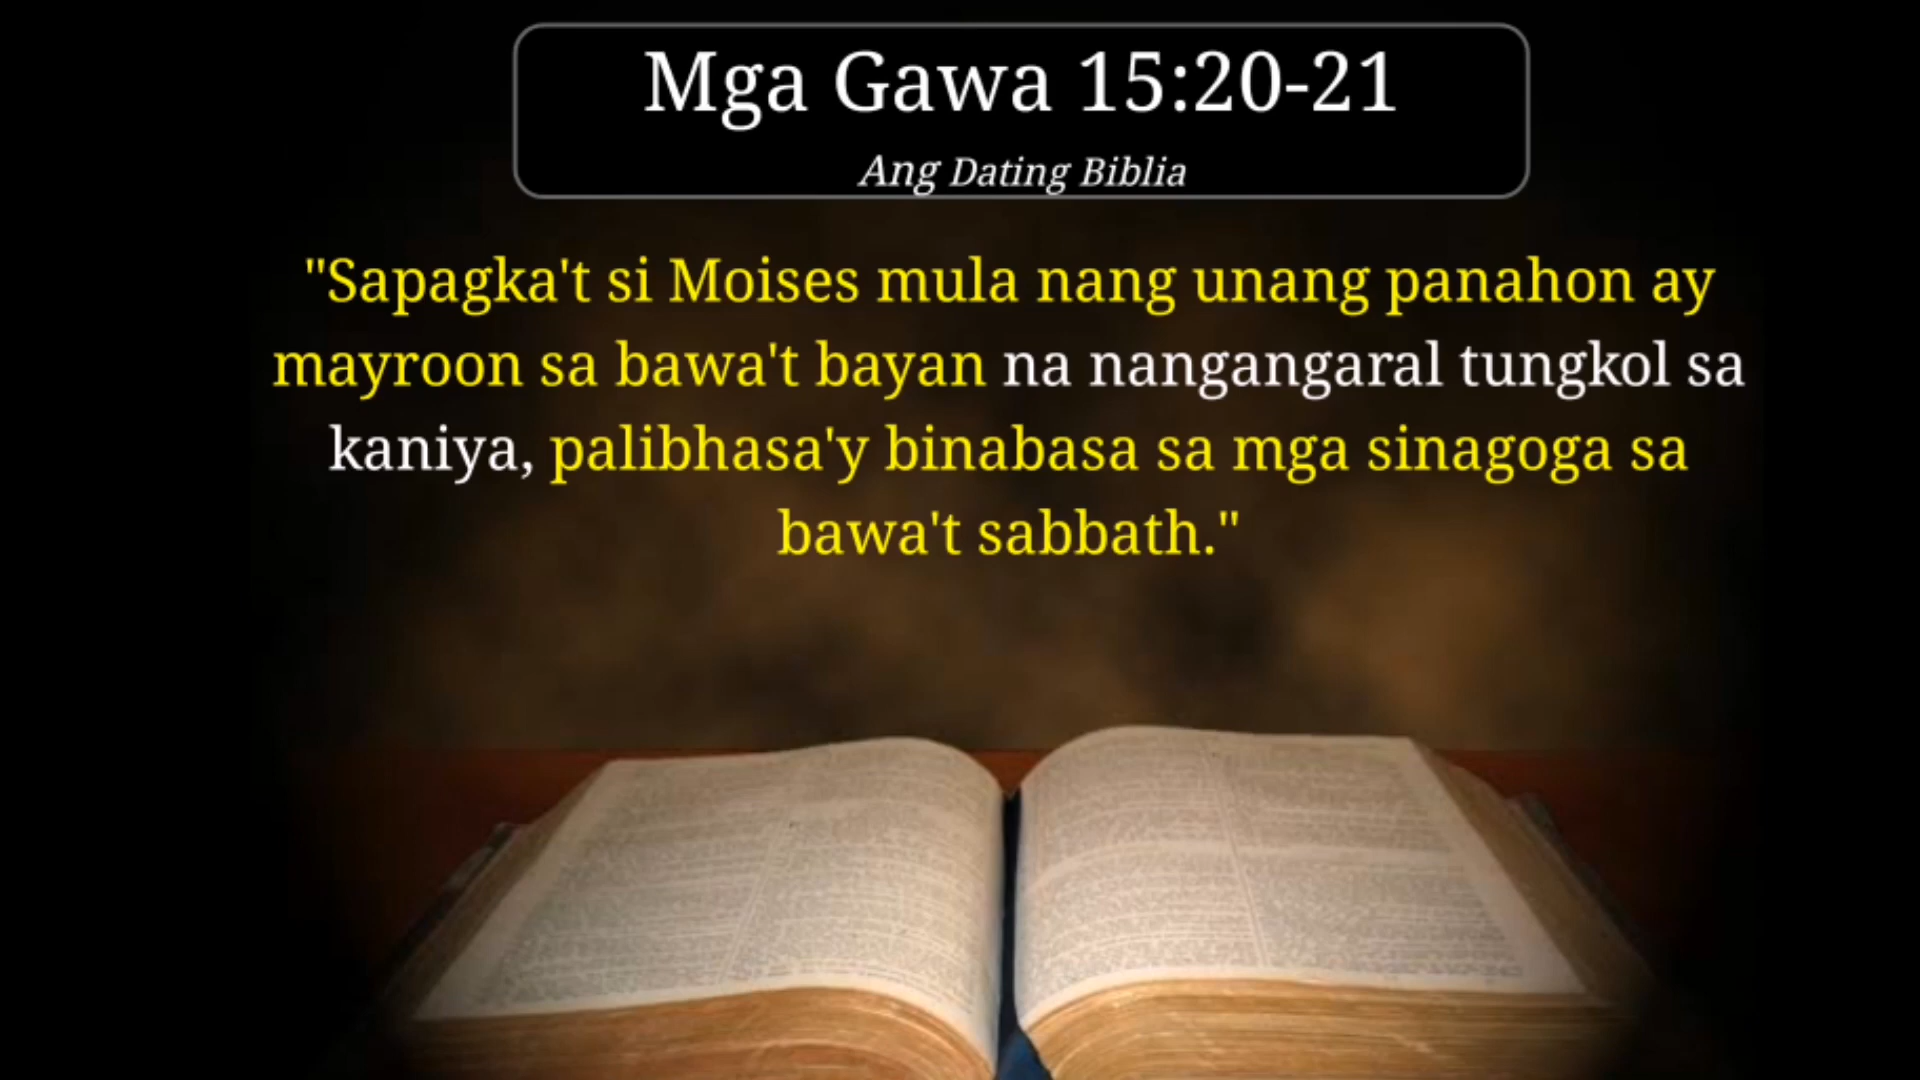 Mga Gawa 15:20-21
Ang Dating Biblia
"Sapagka't si Moises mula nang unang panahon ay
mayroon sa bawa't bayan na nangangaral tungkol sa
kaniya, palibhasa'y binabasa sa mga sinagoga sa
bawa't sabbath."